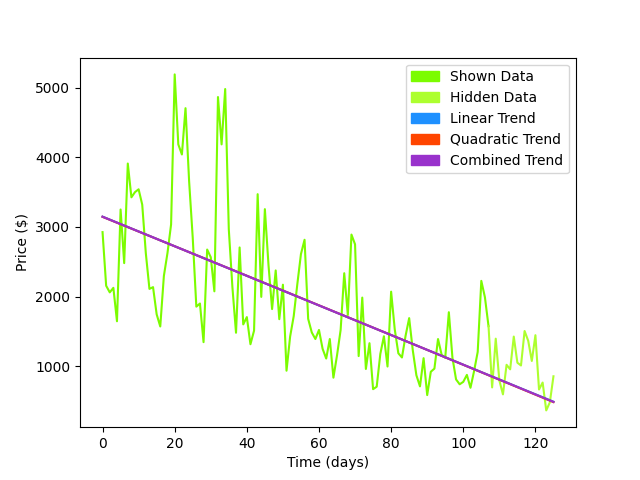 Shown Data
Hidden Data
Linear Trend
Quadratic Trend
Combined Trend
Price ($)
5000
4000
3000
2000
1000
0 20 40 60 80 100 120
Time (days)